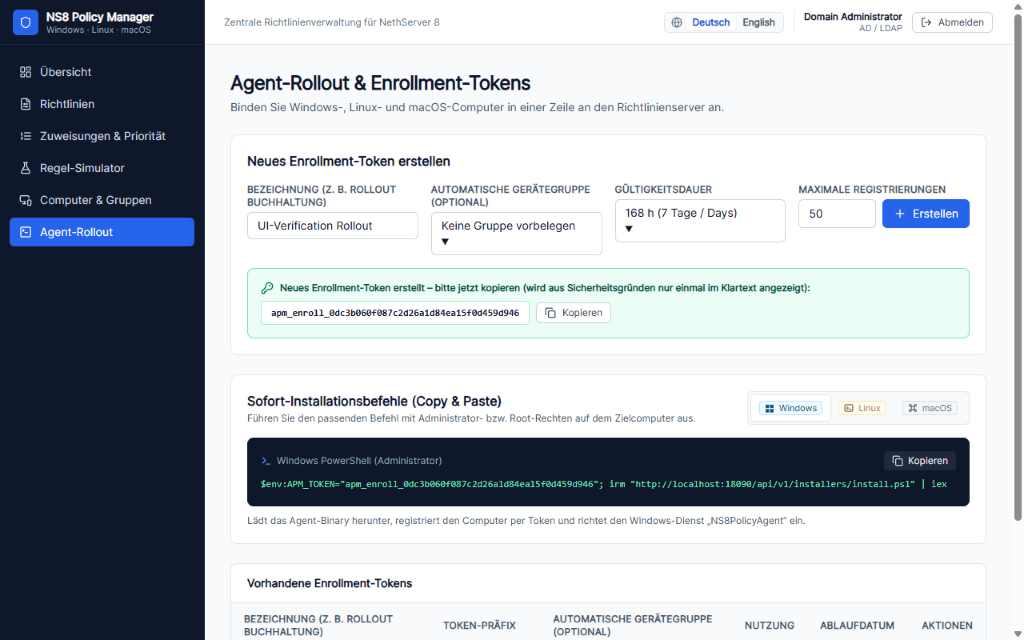 NS8 Policy Manager
Windows · Linux · macOS
Zentrale Richtlinienverwaltung für NethServer 8
Deutsch English
Domain Administrator
AD / LDAP
Abmelden
Übersicht
Richtlinien
Zuweisungen & Priorität
Regel-Simulator
Computer & Gruppen
Agent-Rollout
Agent-Rollout & Enrollment-Tokens
Binden Sie Windows-, Linux- und macOS-Computer in einer Zeile an den Richtlinienserver an.
Neues Enrollment-Token erstellen
BEZEICHNUNG (Z. B. ROLLOUT
BUCHHALTUNG)
UI-Verification Rollout
AUTOMATISCHE GERÄTEGRUPPE
(OPTIONAL)
Keine Gruppe vorbelegen
▼
GÜLTIGKEITSDAUER
168 h (7 Tage / Days)
▼
MAXIMALE REGISTRIERUNGEN
50
+ Erstellen
Neues Enrollment-Token erstellt – bitte jetzt kopieren (wird aus Sicherheitsgründen nur einmal im Klartext angezeigt):
apm_enroll_0dc3b060f087c2d26a1d84ea15f0d459d946
Kopieren
Sofort-Installationsbefehle (Copy & Paste)
Führen Sie den passenden Befehl mit Administrator- bzw. Root-Rechten auf dem Zielcomputer aus.
Windows Linux macOS
Windows PowerShell (Administrator)
Kopieren
$env:APM_TOKEN="apm_enroll_0dc3b060f087c2d26a1d84ea15f0d459d946"; irm "http://localhost:18090/api/v1/installers/install.ps1" | iex
Lädt das Agent-Binary herunter, registriert den Computer per Token und richtet den Windows-Dienst „NS8PolicyAgent“ ein.
Vorhandene Enrollment-Tokens
BEZEICHNUNG (Z. B. ROLLOUT
BUCHHALTUNG)
TOKEN-PRÄFIX
AUTOMATISCHE GERÄTEGRUPPE
(OPTIONAL)
NUTZUNG
ABLAUFDATUM
AKTIONEN